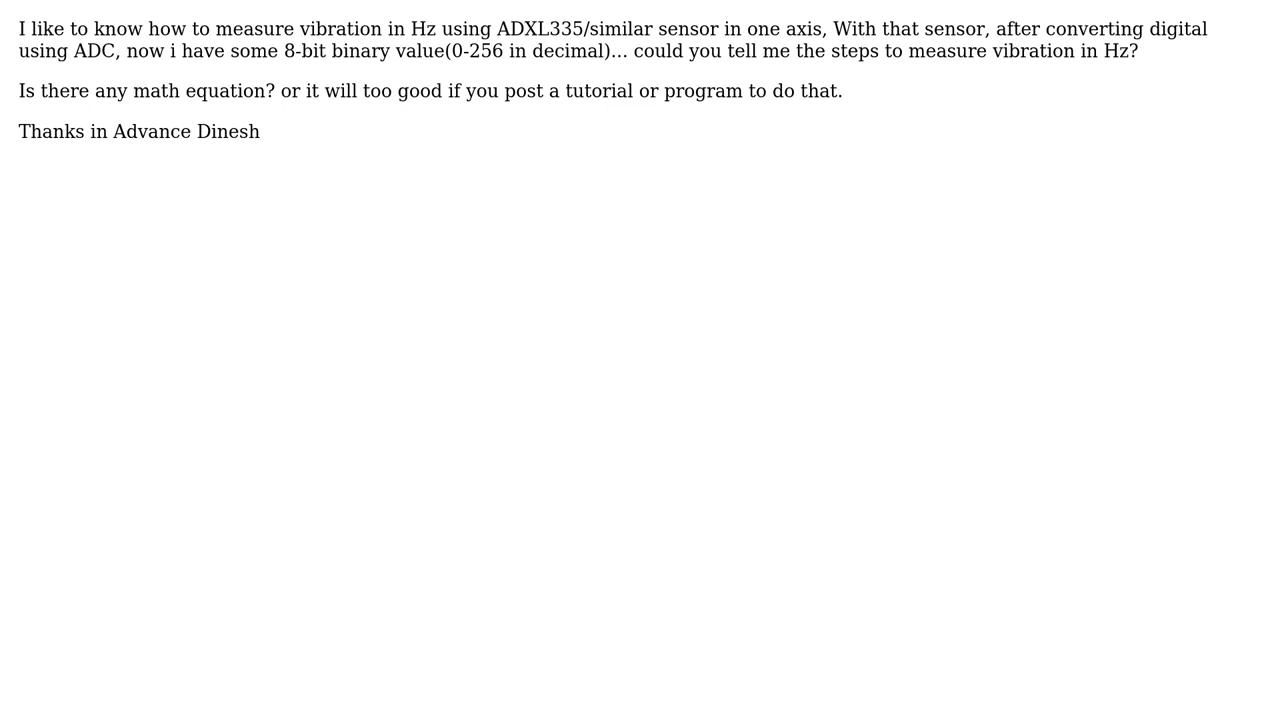 I like to know how to measure vibration in Hz using ADXL335/similar sensor in one axis, With that sensor, after converting digital
using ADC, now i have some 8-bit binary value(0-256 in decimal)... could you tell me the steps to measure vibration in Hz?
Is there any math equation? or it will too good if you post a tutorial or program to do that.
Thanks in Advance Dinesh